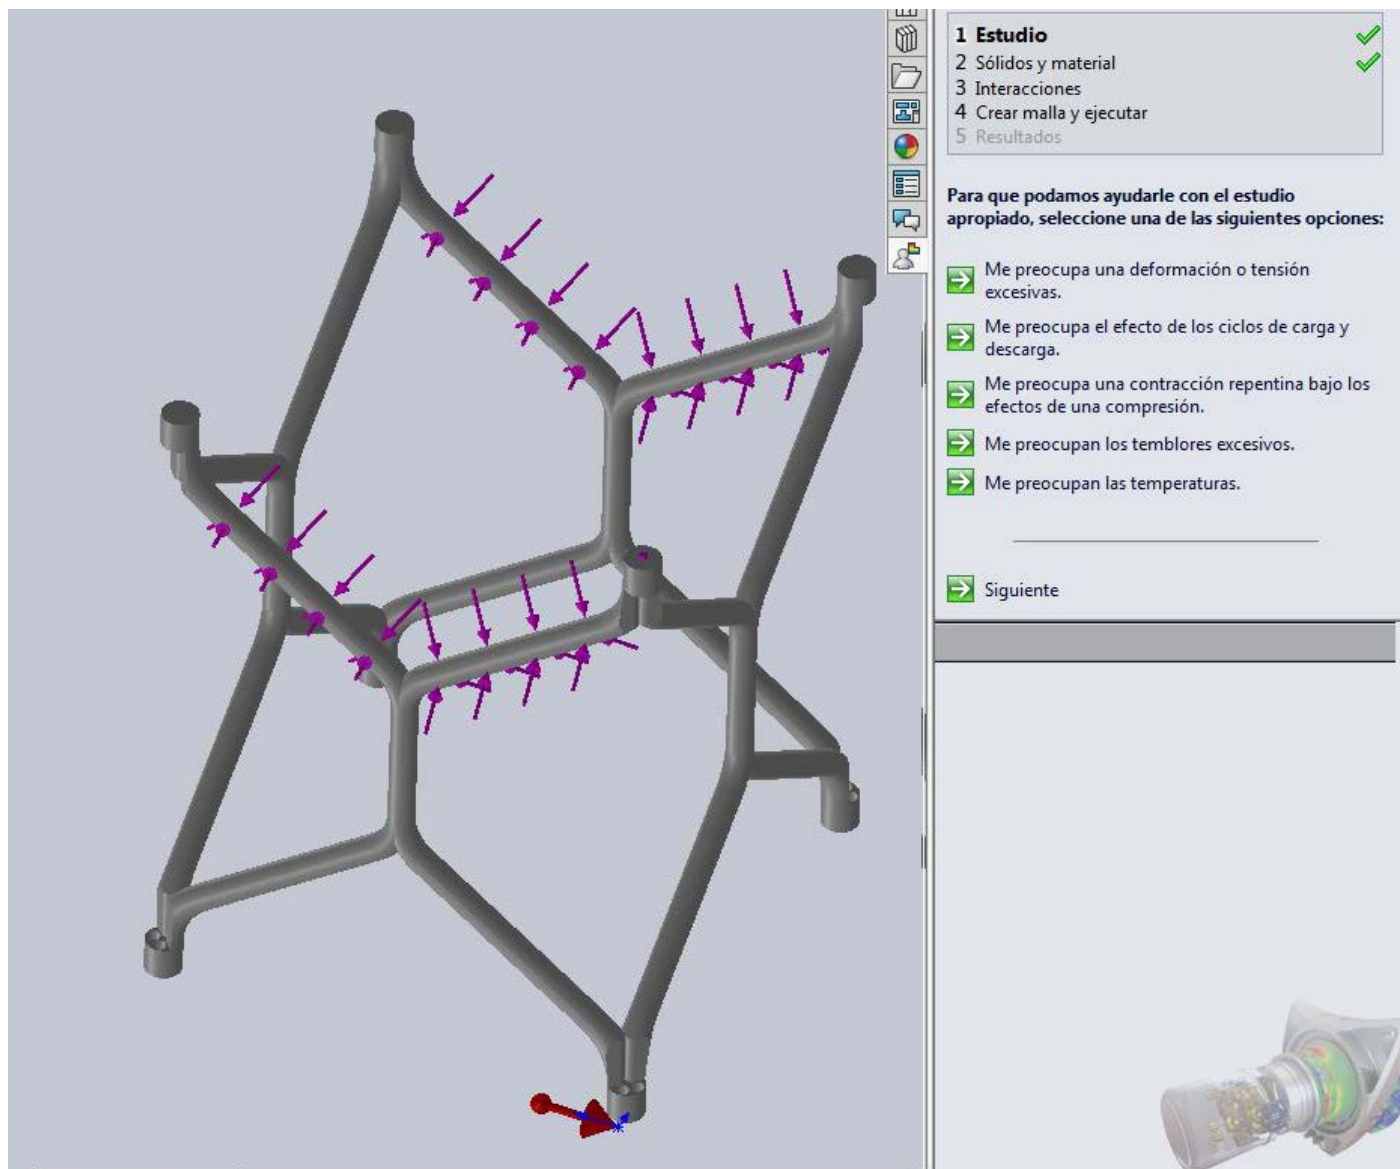 1 Estudio
2 Sólidos y material
3 Interacciones
4 Crear malla y ejecutar
5 Resultados
Para que podamos ayudarle con el estudio
apropiado, seleccione una de las siguientes opciones:
Me preocupa una deformación o tensión
excesivas.
Me preocupa el efecto de los ciclos de carga y
descarga.
Me preocupa una contracción repentina bajo los
efectos de una compresión.
Me preocupan los temblores excesivos.
Me preocupan las temperaturas.
Siguiente